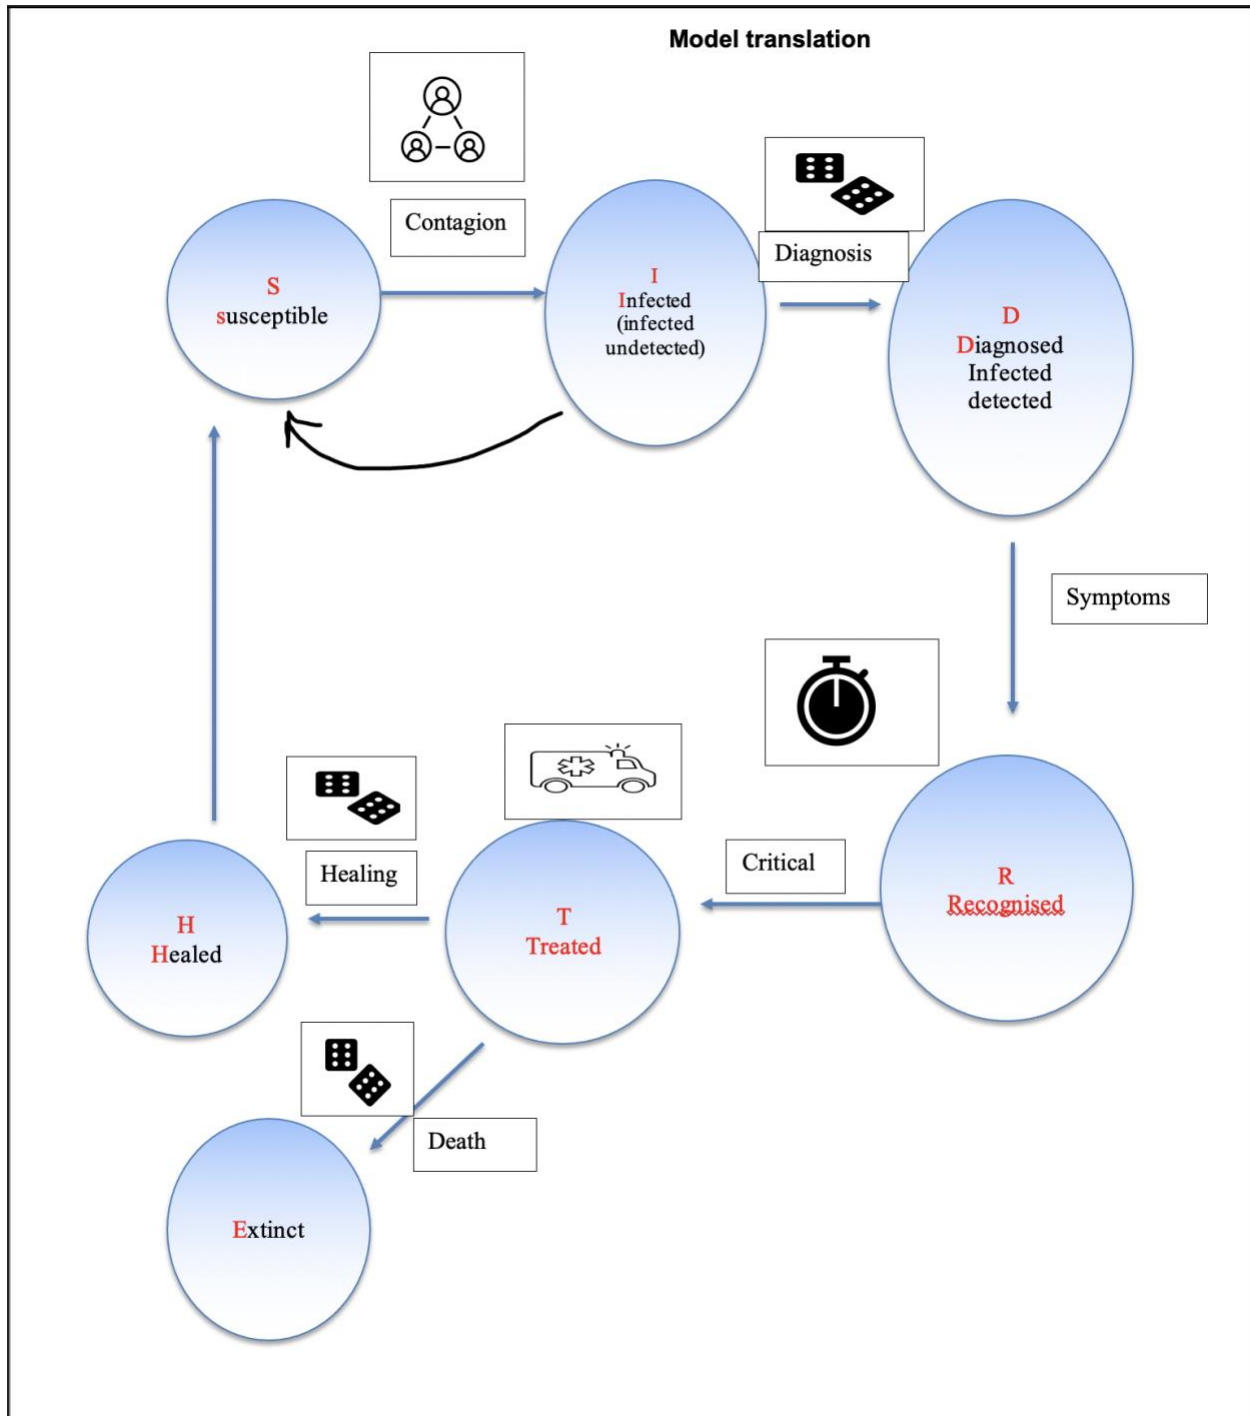 Model translation
Contagion
Diagnosis
S
susceptible
I
Infected
(infected
undetected)
D
Diagnosed
Infected
detected
Symptoms
Critical
R
Recognised
Healing
T
Treated
H
Healed
Death
Extinct